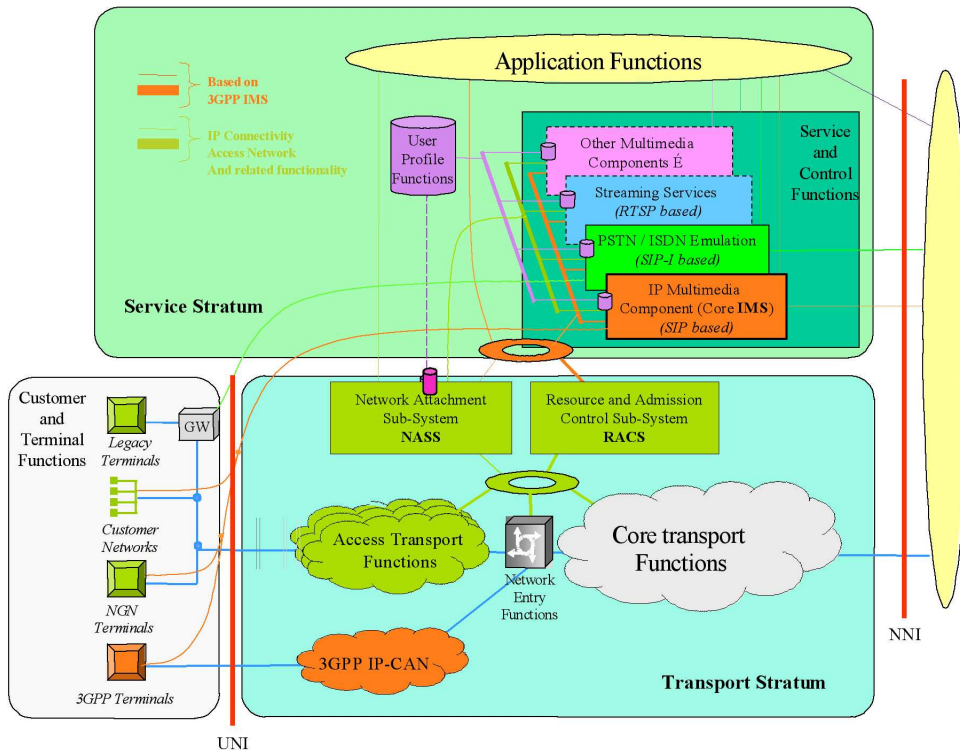 Application Functions
Based on
3GPP IMS
IP Connectivity
Access Network
And related functionality
User
Profile
Functions
Other Multimedia
Components É
Streaming Services
(RTSP based)
PSTN / ISDN Emulation
(SIP-I based)
IP Multimedia
Component (Core IMS)
(SIP based)
Service
and
Control
Functions
Service Stratum
Customer
and
Terminal
Functions
GW
Legacy
Terminals
Customer
Networks
NGN
Terminals
3GPP Terminals
UNI
Network Attachment
Sub-System
NASS
Resource and Admission
Control Sub-System
RACS
Access Transport
Functions
Network
Entry
Functions
Core transport
Functions
3GPP IP-CAN
Transport Stratum
NNI